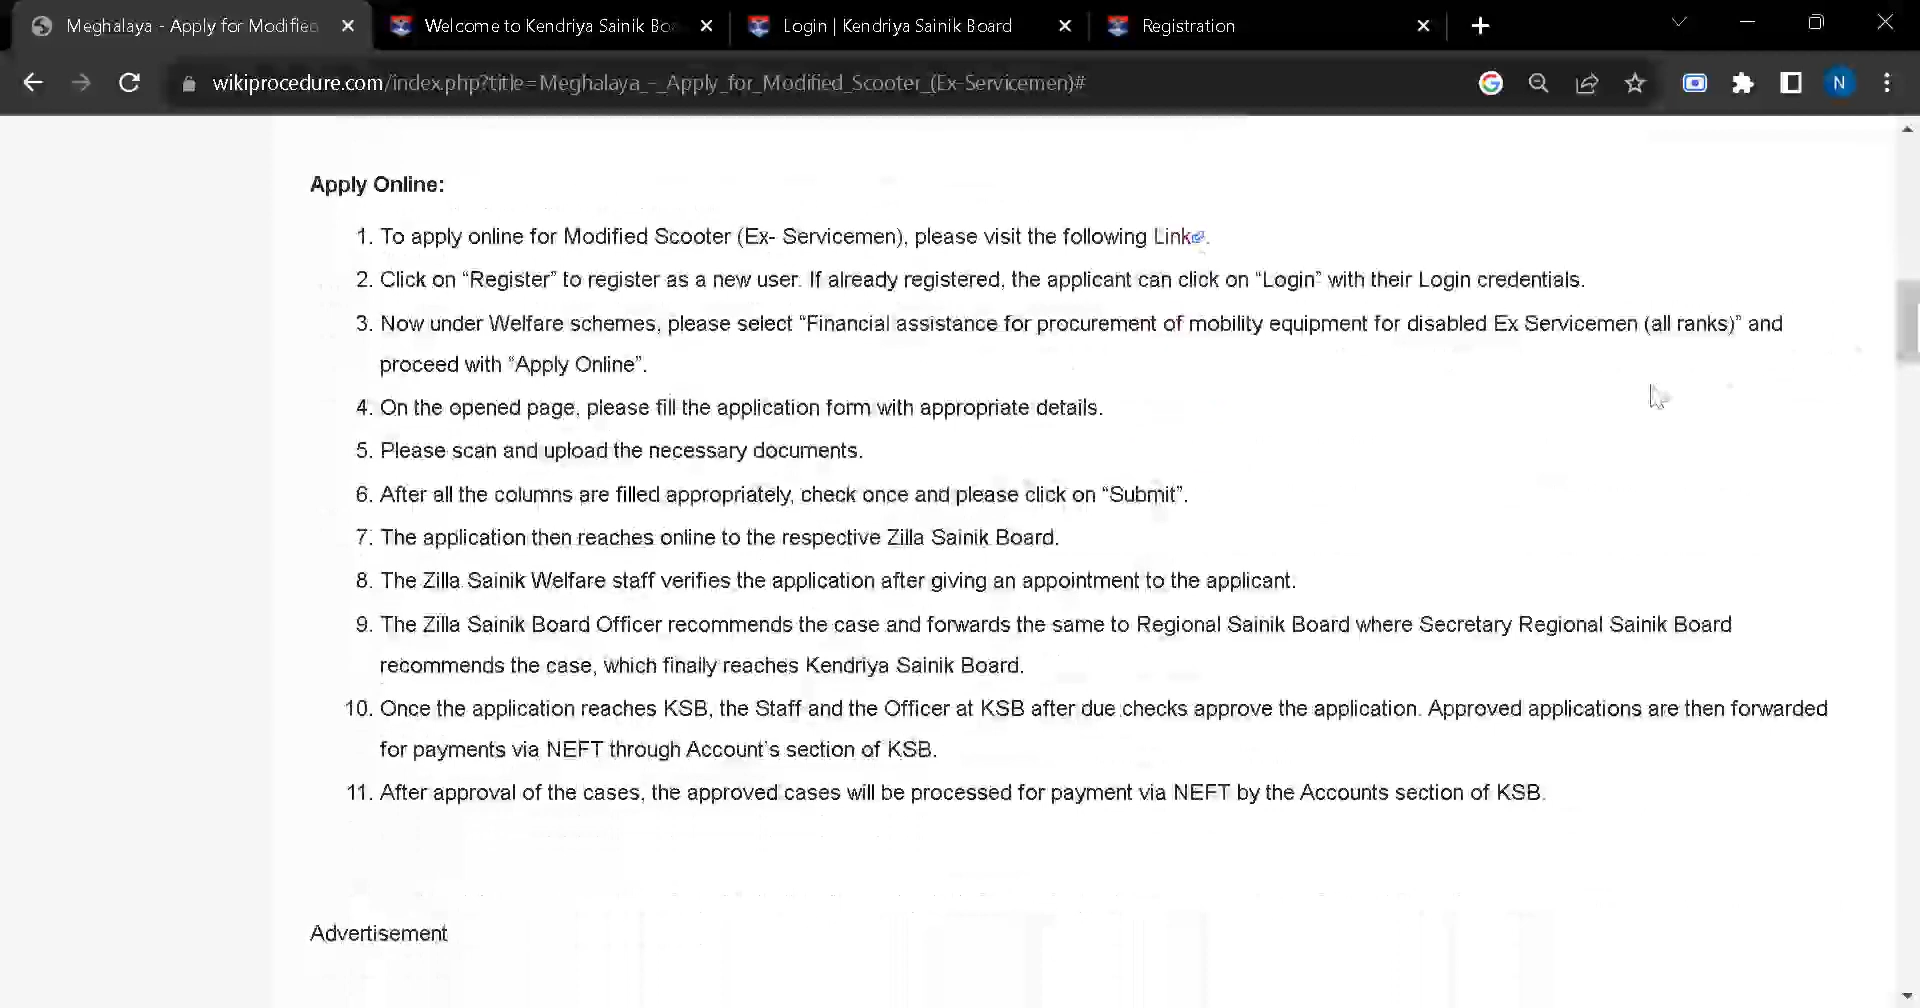 Meghalaya - Apply for Modified
Welcome to Kendriya Sainik Bo
Login | Kendriya Sainik Board
Registration
wikiprocedure.com/index.php?title=Meghalaya_-_Apply_for_Modified_Scooter_(Ex-Servicemen)#
N
Apply Online:
1. To apply online for Modified Scooter (Ex- Servicemen), please visit the following Link.
2. Click on “Register” to register as a new user. If already registered, the applicant can click on “Login” with their Login credentials.
3. Now under Welfare schemes, please select “Financial assistance for procurement of mobility equipment for disabled Ex Servicemen (all ranks)” and
proceed with “Apply Online”.
4. On the opened page, please fill the application form with appropriate details.
5. Please scan and upload the necessary documents.
6. After all the columns are filled appropriately, check once and please click on “Submit”.
7. The application then reaches online to the respective Zilla Sainik Board.
8. The Zilla Sainik Welfare staff verifies the application after giving an appointment to the applicant.
9. The Zilla Sainik Board Officer recommends the case and forwards the same to Regional Sainik Board where Secretary Regional Sainik Board
recommends the case, which finally reaches Kendriya Sainik Board.
10. Once the application reaches KSB, the Staff and the Officer at KSB after due checks approve the application. Approved applications are then forwarded
for payments via NEFT through Account’s section of KSB.
11. After approval of the cases, the approved cases will be processed for payment via NEFT by the Accounts section of KSB.
Advertisement